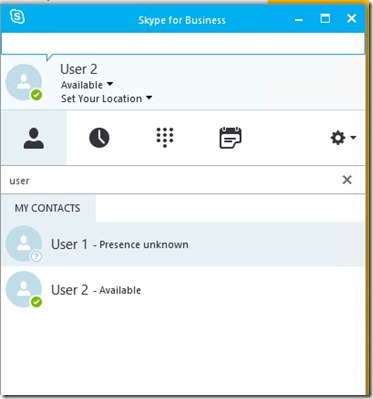 Skype for Business
User 2
Available
Set Your Location
user
MY CONTACTS
User 1 - Presence unknown
User 2 - Available